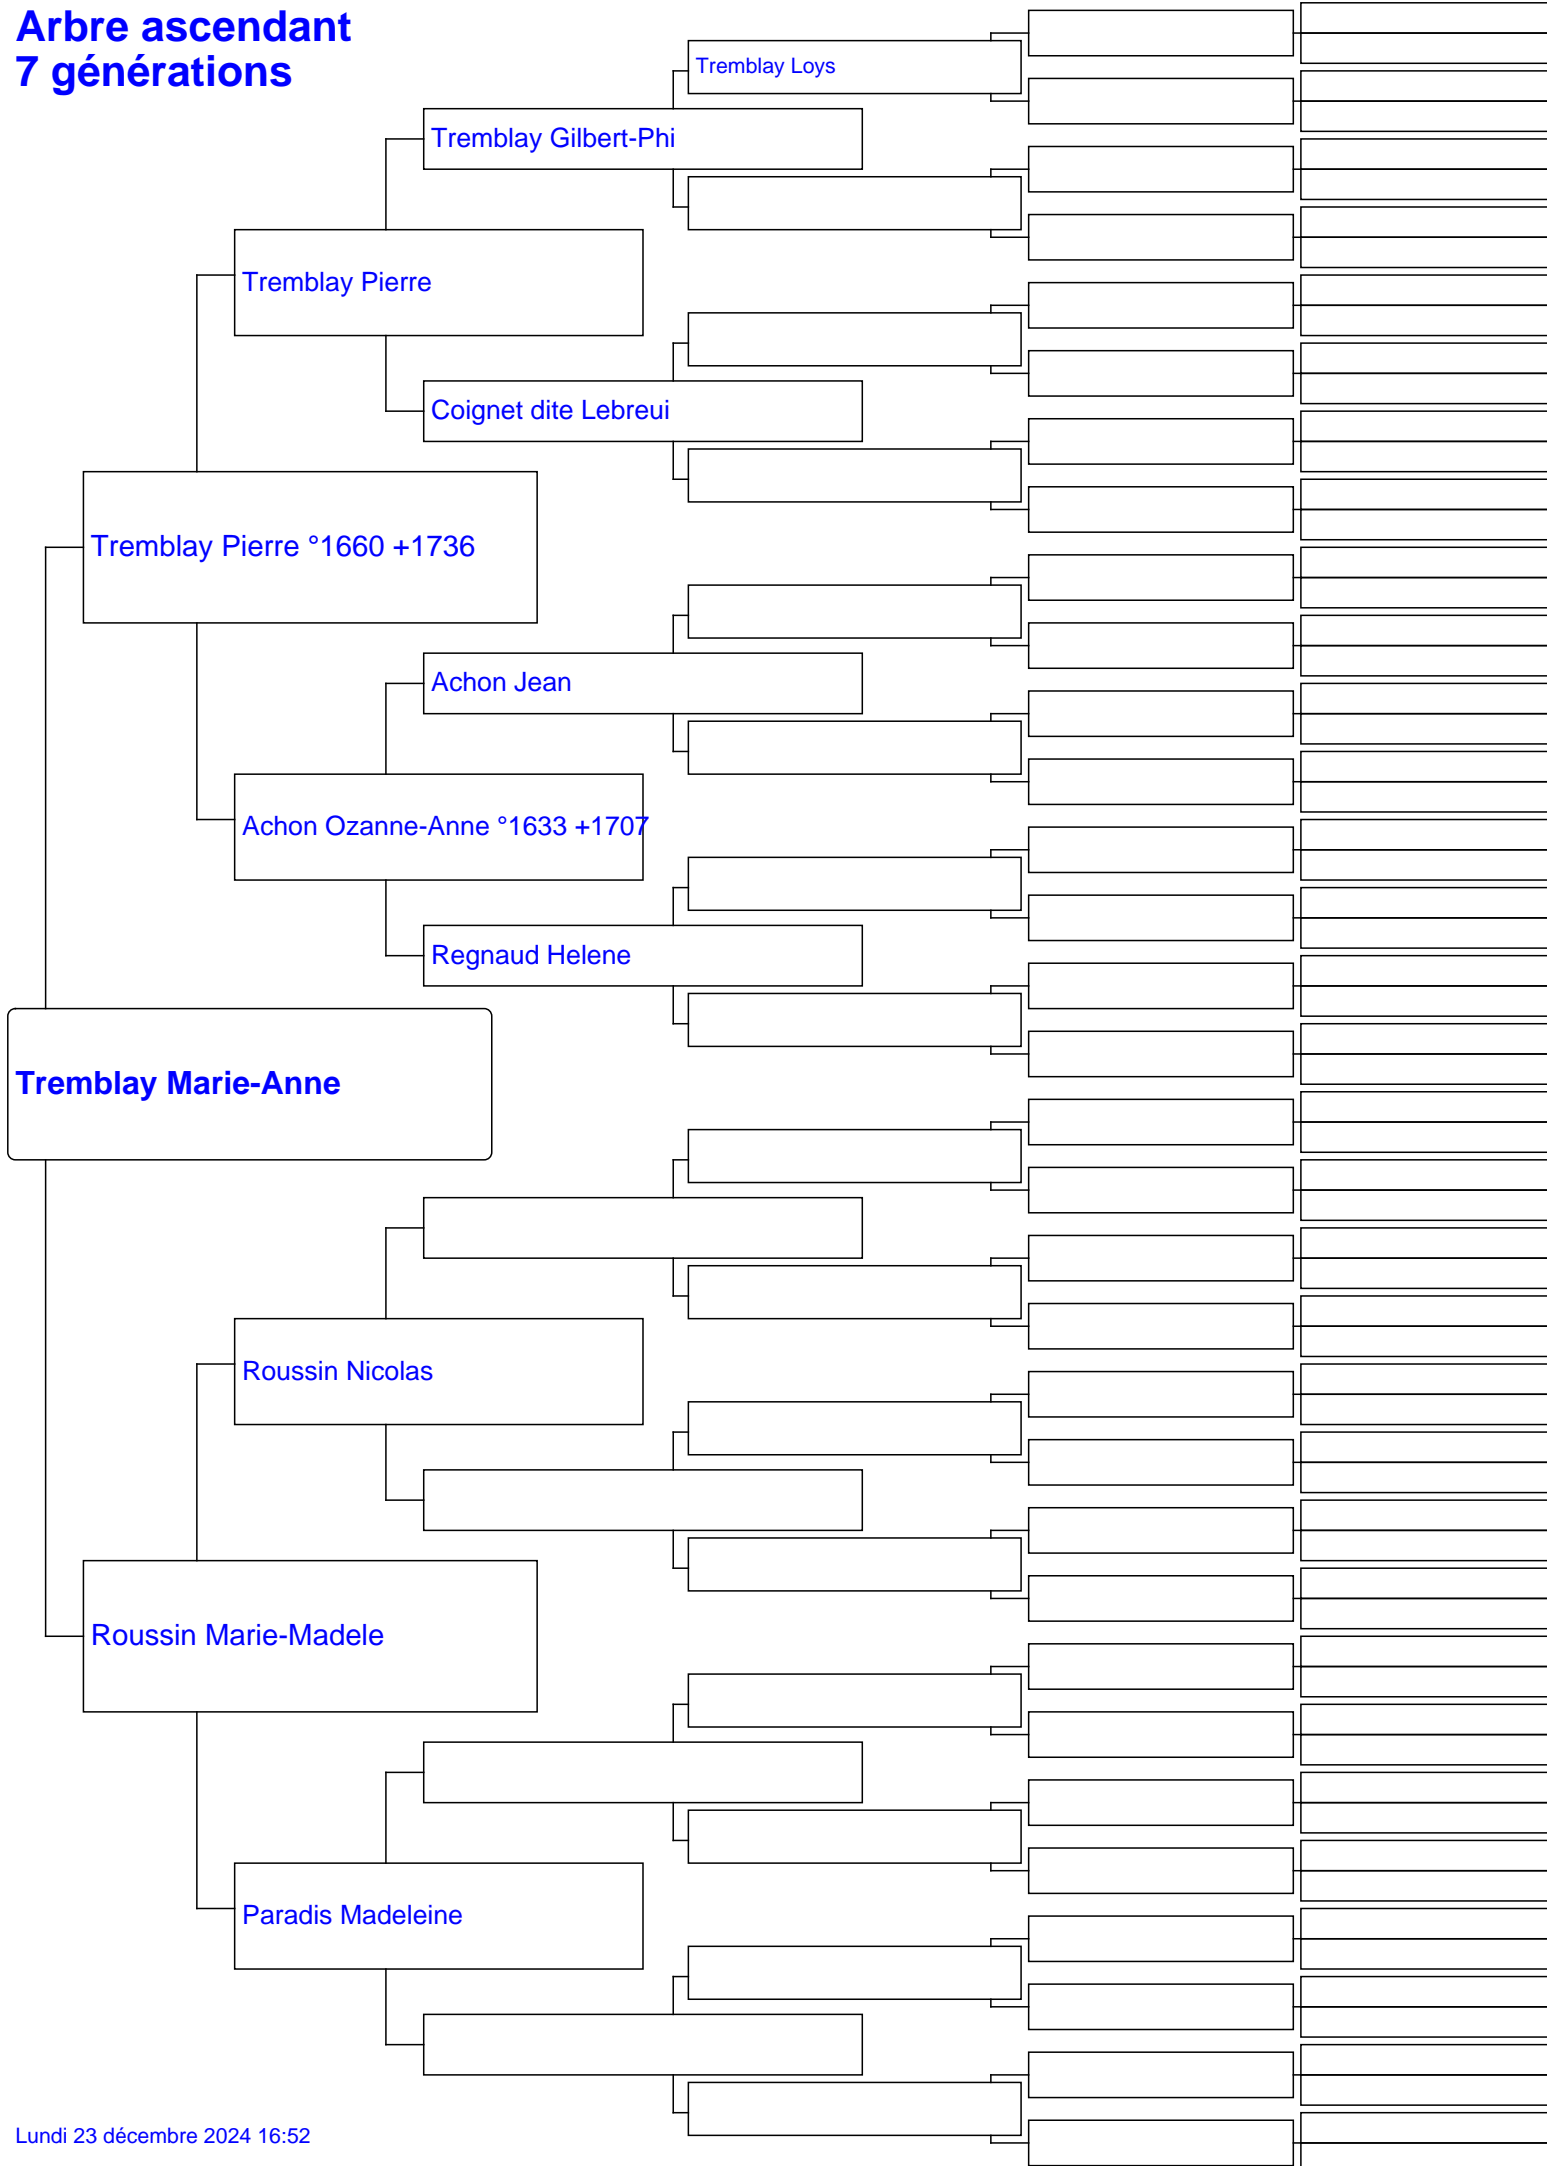 Arbre ascendant
7 générations
Tremblay Loys
Tremblay Gilbert-Phi
Tremblay Pierre
Coignet dite Lebreui
Tremblay Pierre °1660 +1736
Achon Jean
Achon Ozanne-Anne °1633 +1707
Regnaud Helene
Tremblay Marie-Anne
Roussin Nicolas
Roussin Marie-Madele
Paradis Madeleine
Lundi 23 décembre 2024 16:52